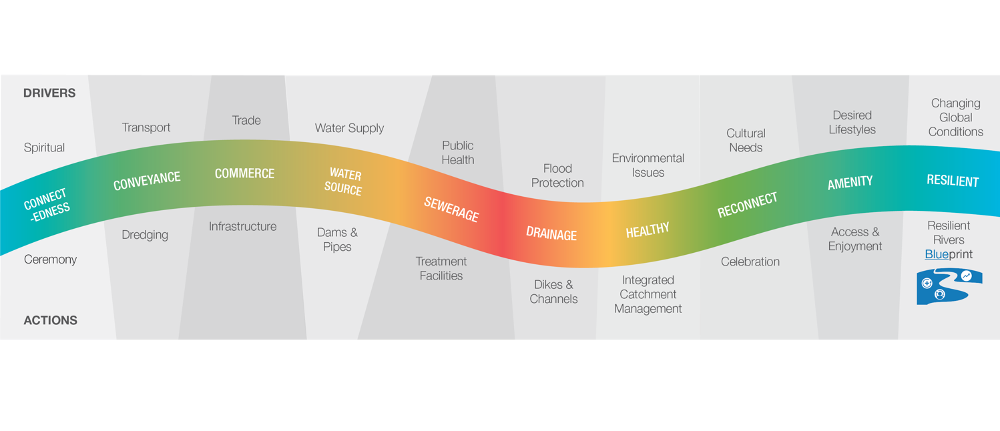 DRIVERS
Spiritual
Transport
Trade
Water Supply
Public
Health
Flood
Protection
Environmental
Issues
Cultural
Needs
Desired
Lifestyles
Changing
Global
Conditions
CONNECT
-EDNESS
CONVEYANCE
COMMERCE
WATER
SOURCE
SEWERAGE
DRAINAGE
HEALTHY
RECONNECT
AMENITY
RESILIENT
Ceremony
Dredging
Infrastructure
Dams &
Pipes
Treatment
Facilities
Dikes &
Channels
Integrated
Catchment
Management
Celebration
Access &
Enjoyment
Resilient
Rivers
Blueprint
ACTIONS